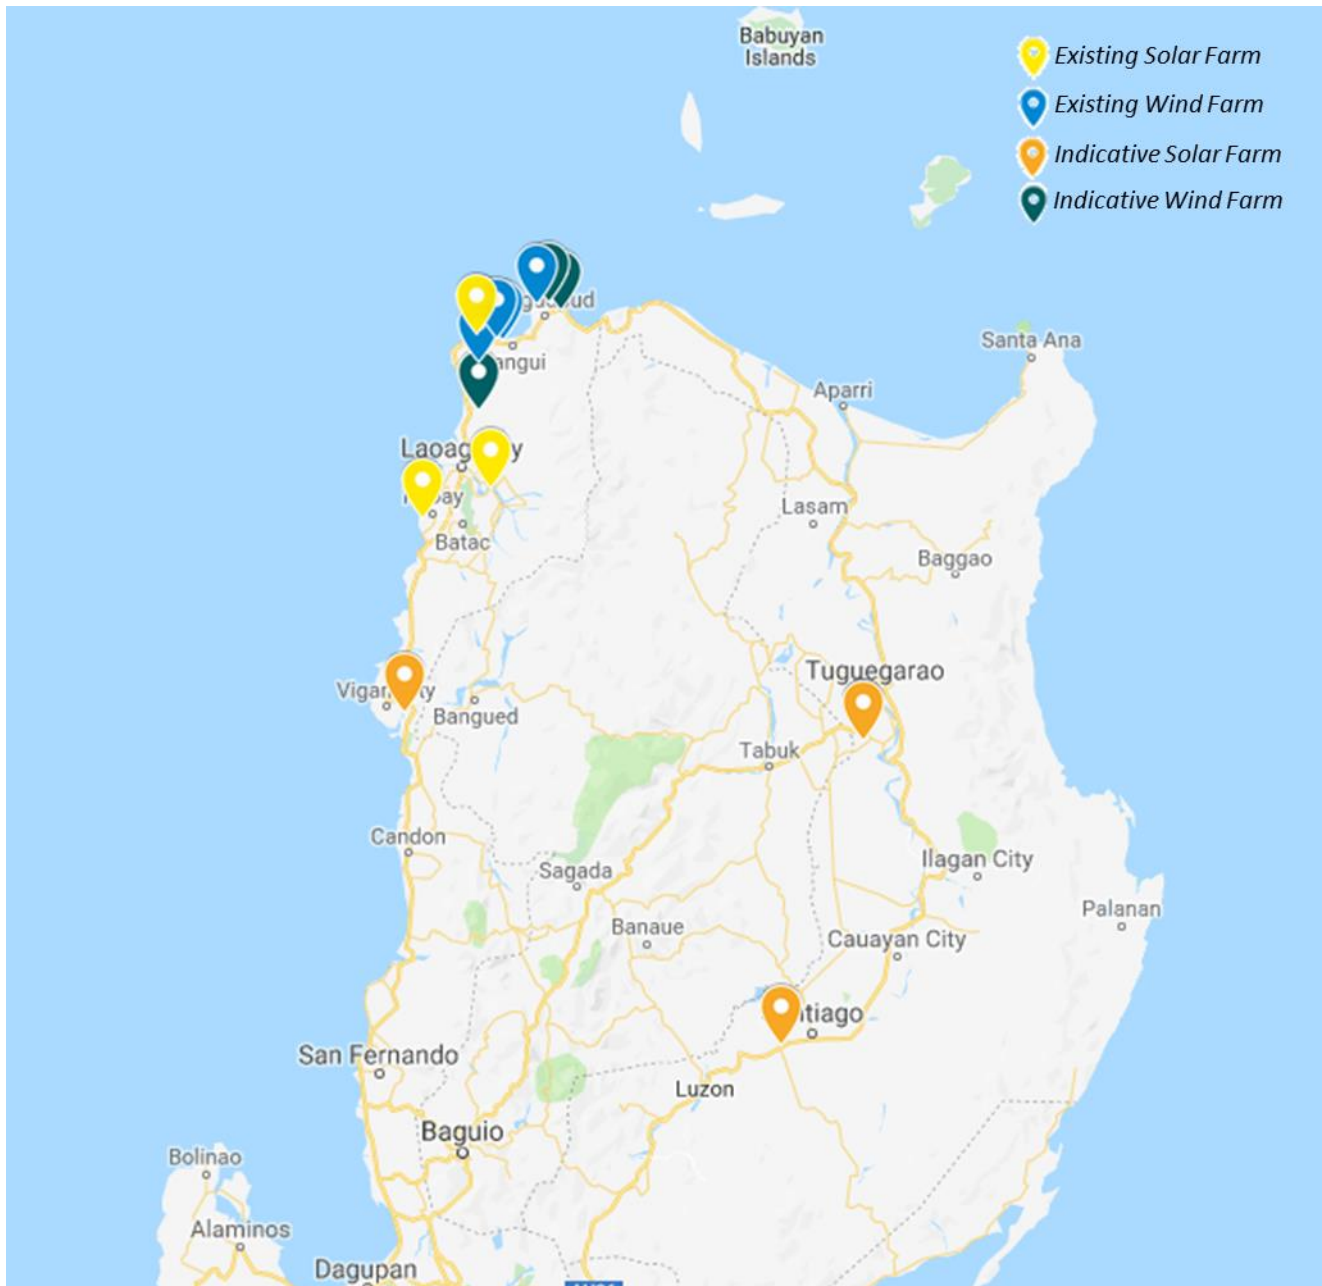 Babuyan
Islands
Existing Solar Farm
Existing Wind Farm
Indicative Solar Farm
Indicative Wind Farm
Santa Ana
Aparri
Lasam
Batac
Baggao
Tuguegarao
Bangued
Tabuk
Candon
Ilagan City
Sagada
Palanan
Banaue
Cauayan City
San Fernando
Luzon
Baguio
Bolinao
Alaminos
Dagupan